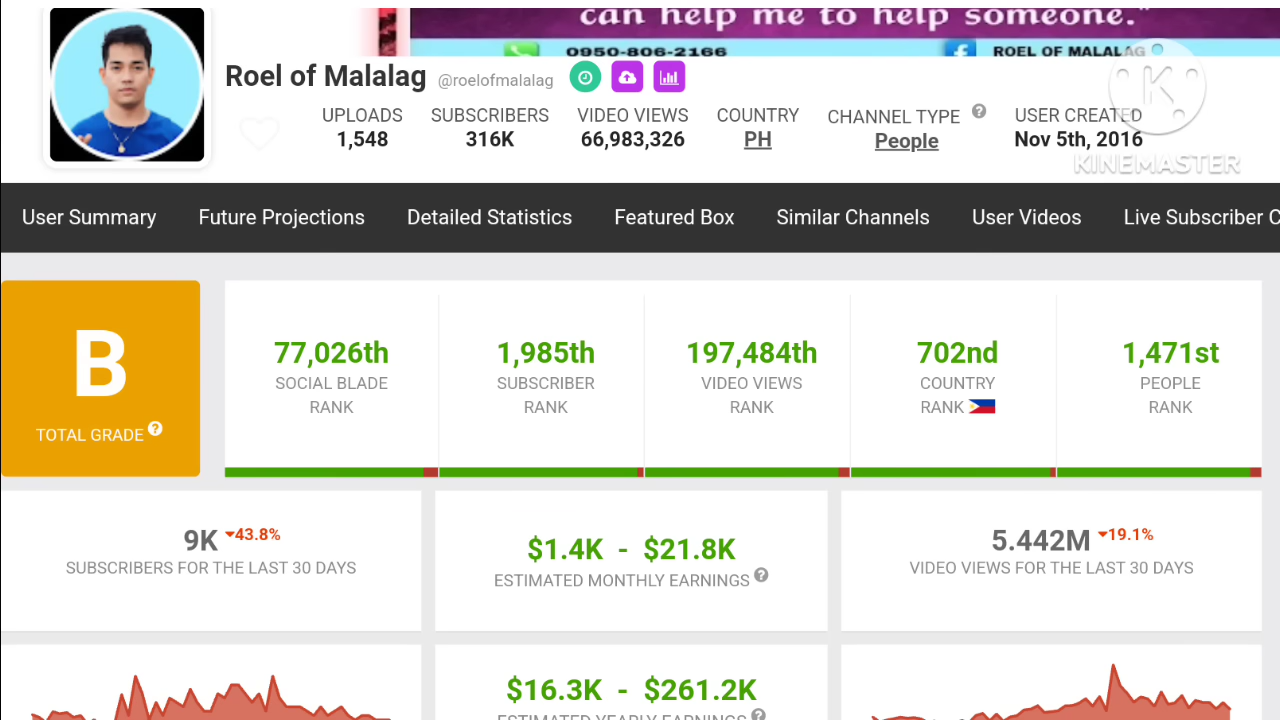 can help me to help someone."
0950-806-2166 ROEL OF MALALAG
Roel of Malalag @roelofmalalag
UPLOADS SUBSCRIBERS VIDEO VIEWS COUNTRY CHANNEL TYPE ? USER CREATED
1,548 316K 66,983,326 PH People Nov 5th, 2016
K
KINEMASTER
User Summary Future Projections Detailed Statistics Featured Box Similar Channels User Videos Live Subscriber C
B
TOTAL GRADE ?
77,026th 1,985th 197,484th 702nd 1,471st
SOCIAL BLADE SUBSCRIBER VIDEO VIEWS COUNTRY PEOPLE
RANK RANK RANK RANK RANK
9K 43.8%
SUBSCRIBERS FOR THE LAST 30 DAYS
$1.4K - $21.8K
ESTIMATED MONTHLY EARNINGS ?
5.442M 19.1%
VIDEO VIEWS FOR THE LAST 30 DAYS
$16.3K - $261.2K
ESTIMATED YEARLY EARNINGS ?